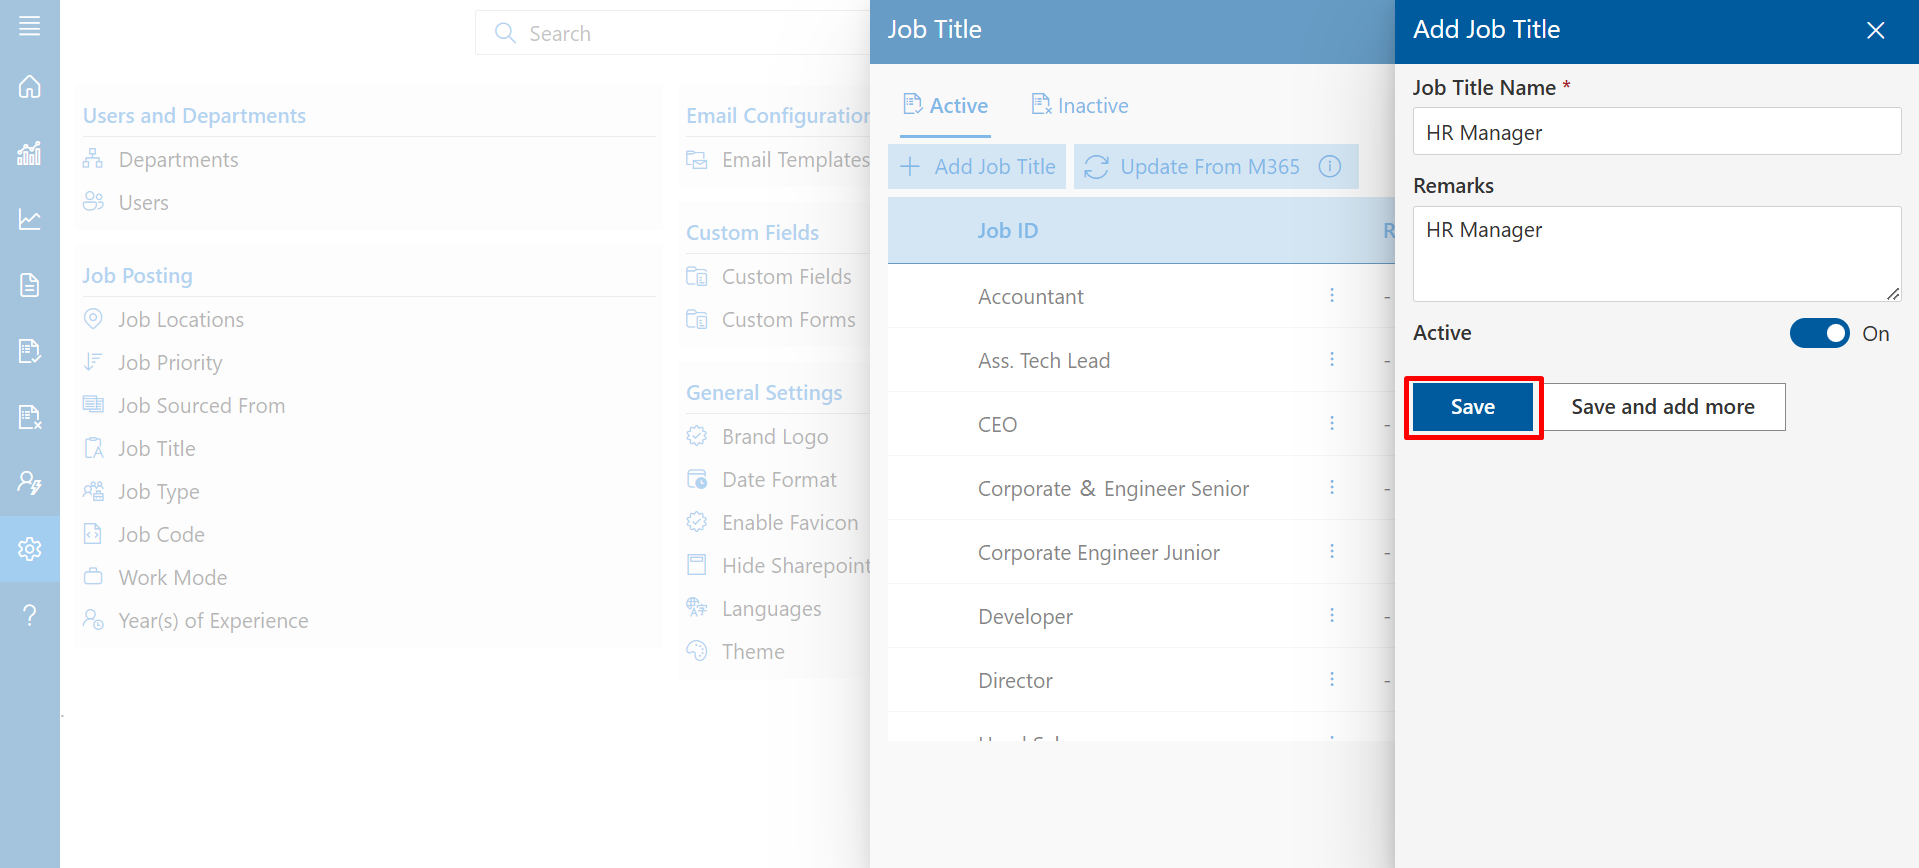 Search
Users and Departments
Departments
Users
Job Posting
Job Locations
Job Priority
Job Sourced From
Job Title
Job Type
Job Code
Work Mode
Year(s) of Experience
Email Configuration
Email Templates
Custom Fields
Custom Fields
Custom Forms
General Settings
Brand Logo
Date Format
Enable Favicon
Hide Sharepoint
Languages
Theme
Job Title
Active Inactive
Add Job Title Update From M365
Job ID R
Accountant -
Ass. Tech Lead -
CEO -
Corporate & Engineer Senior -
Corporate Engineer Junior -
Developer -
Director -
Add Job Title
Job Title Name *
HR Manager
Remarks
HR Manager
Active On
Save Save and add more